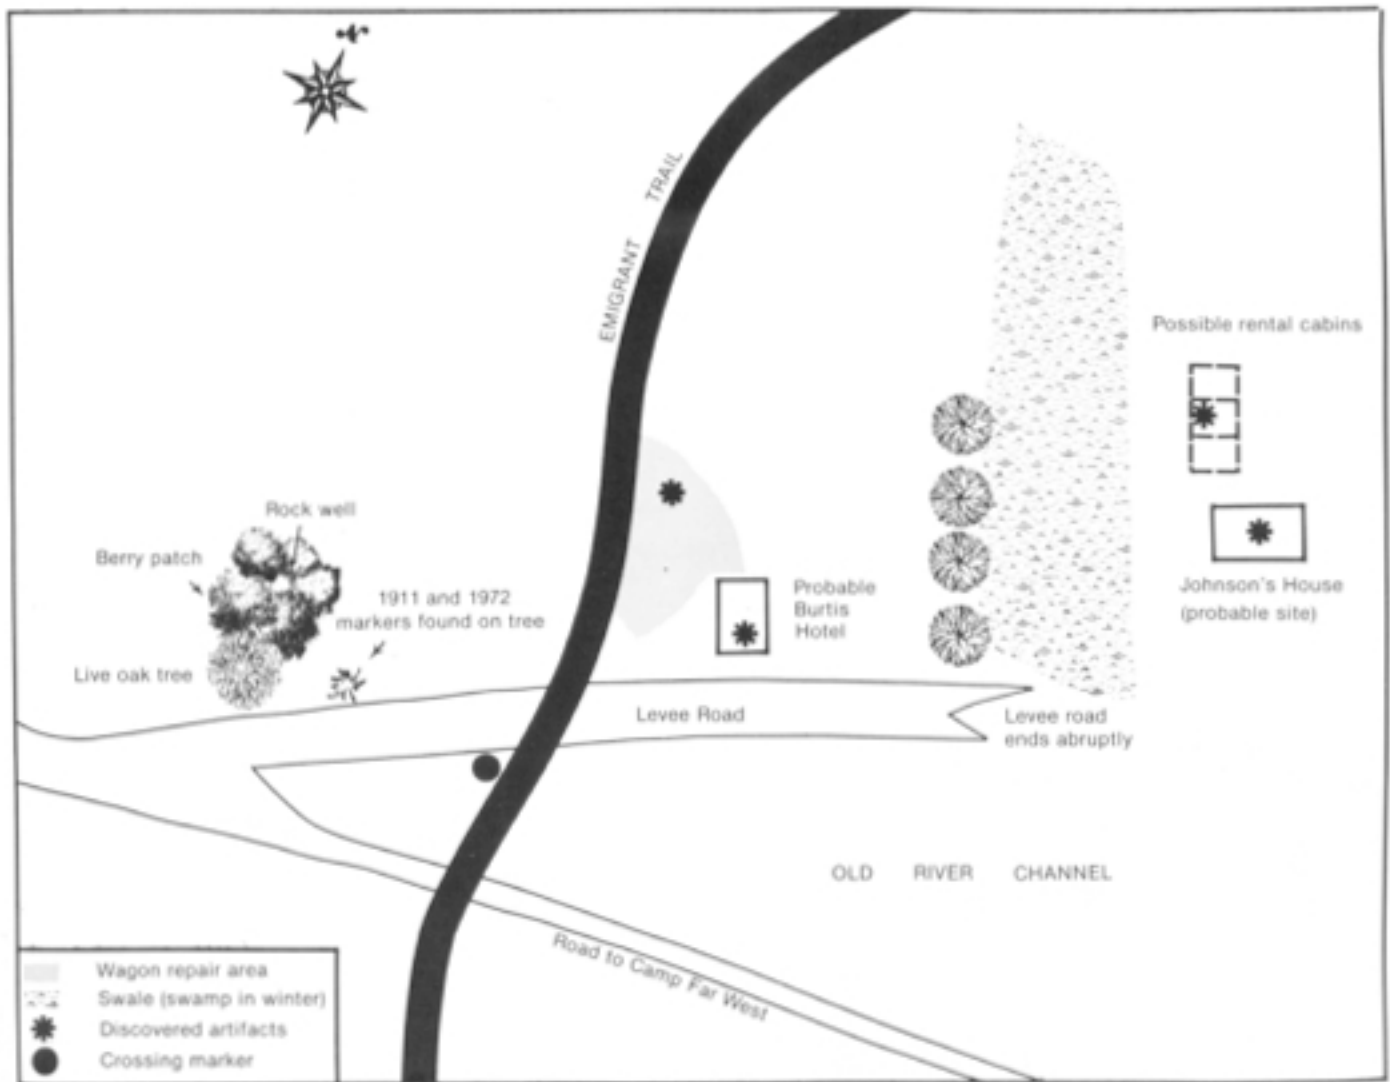 N
EMIGRANT TRAIL
Possible rental cabins
Rock well
Berry patch
1911 and 1972
markers found on tree
Live oak tree
Probable
Burtis
Hotel
Johnson's House
(probable site)
Levee Road
Levee road
ends abruptly
OLD RIVER CHANNEL
Road to Camp Far West
Wagon repair area
Swale (swamp in winter)
Discovered artifacts
Crossing marker